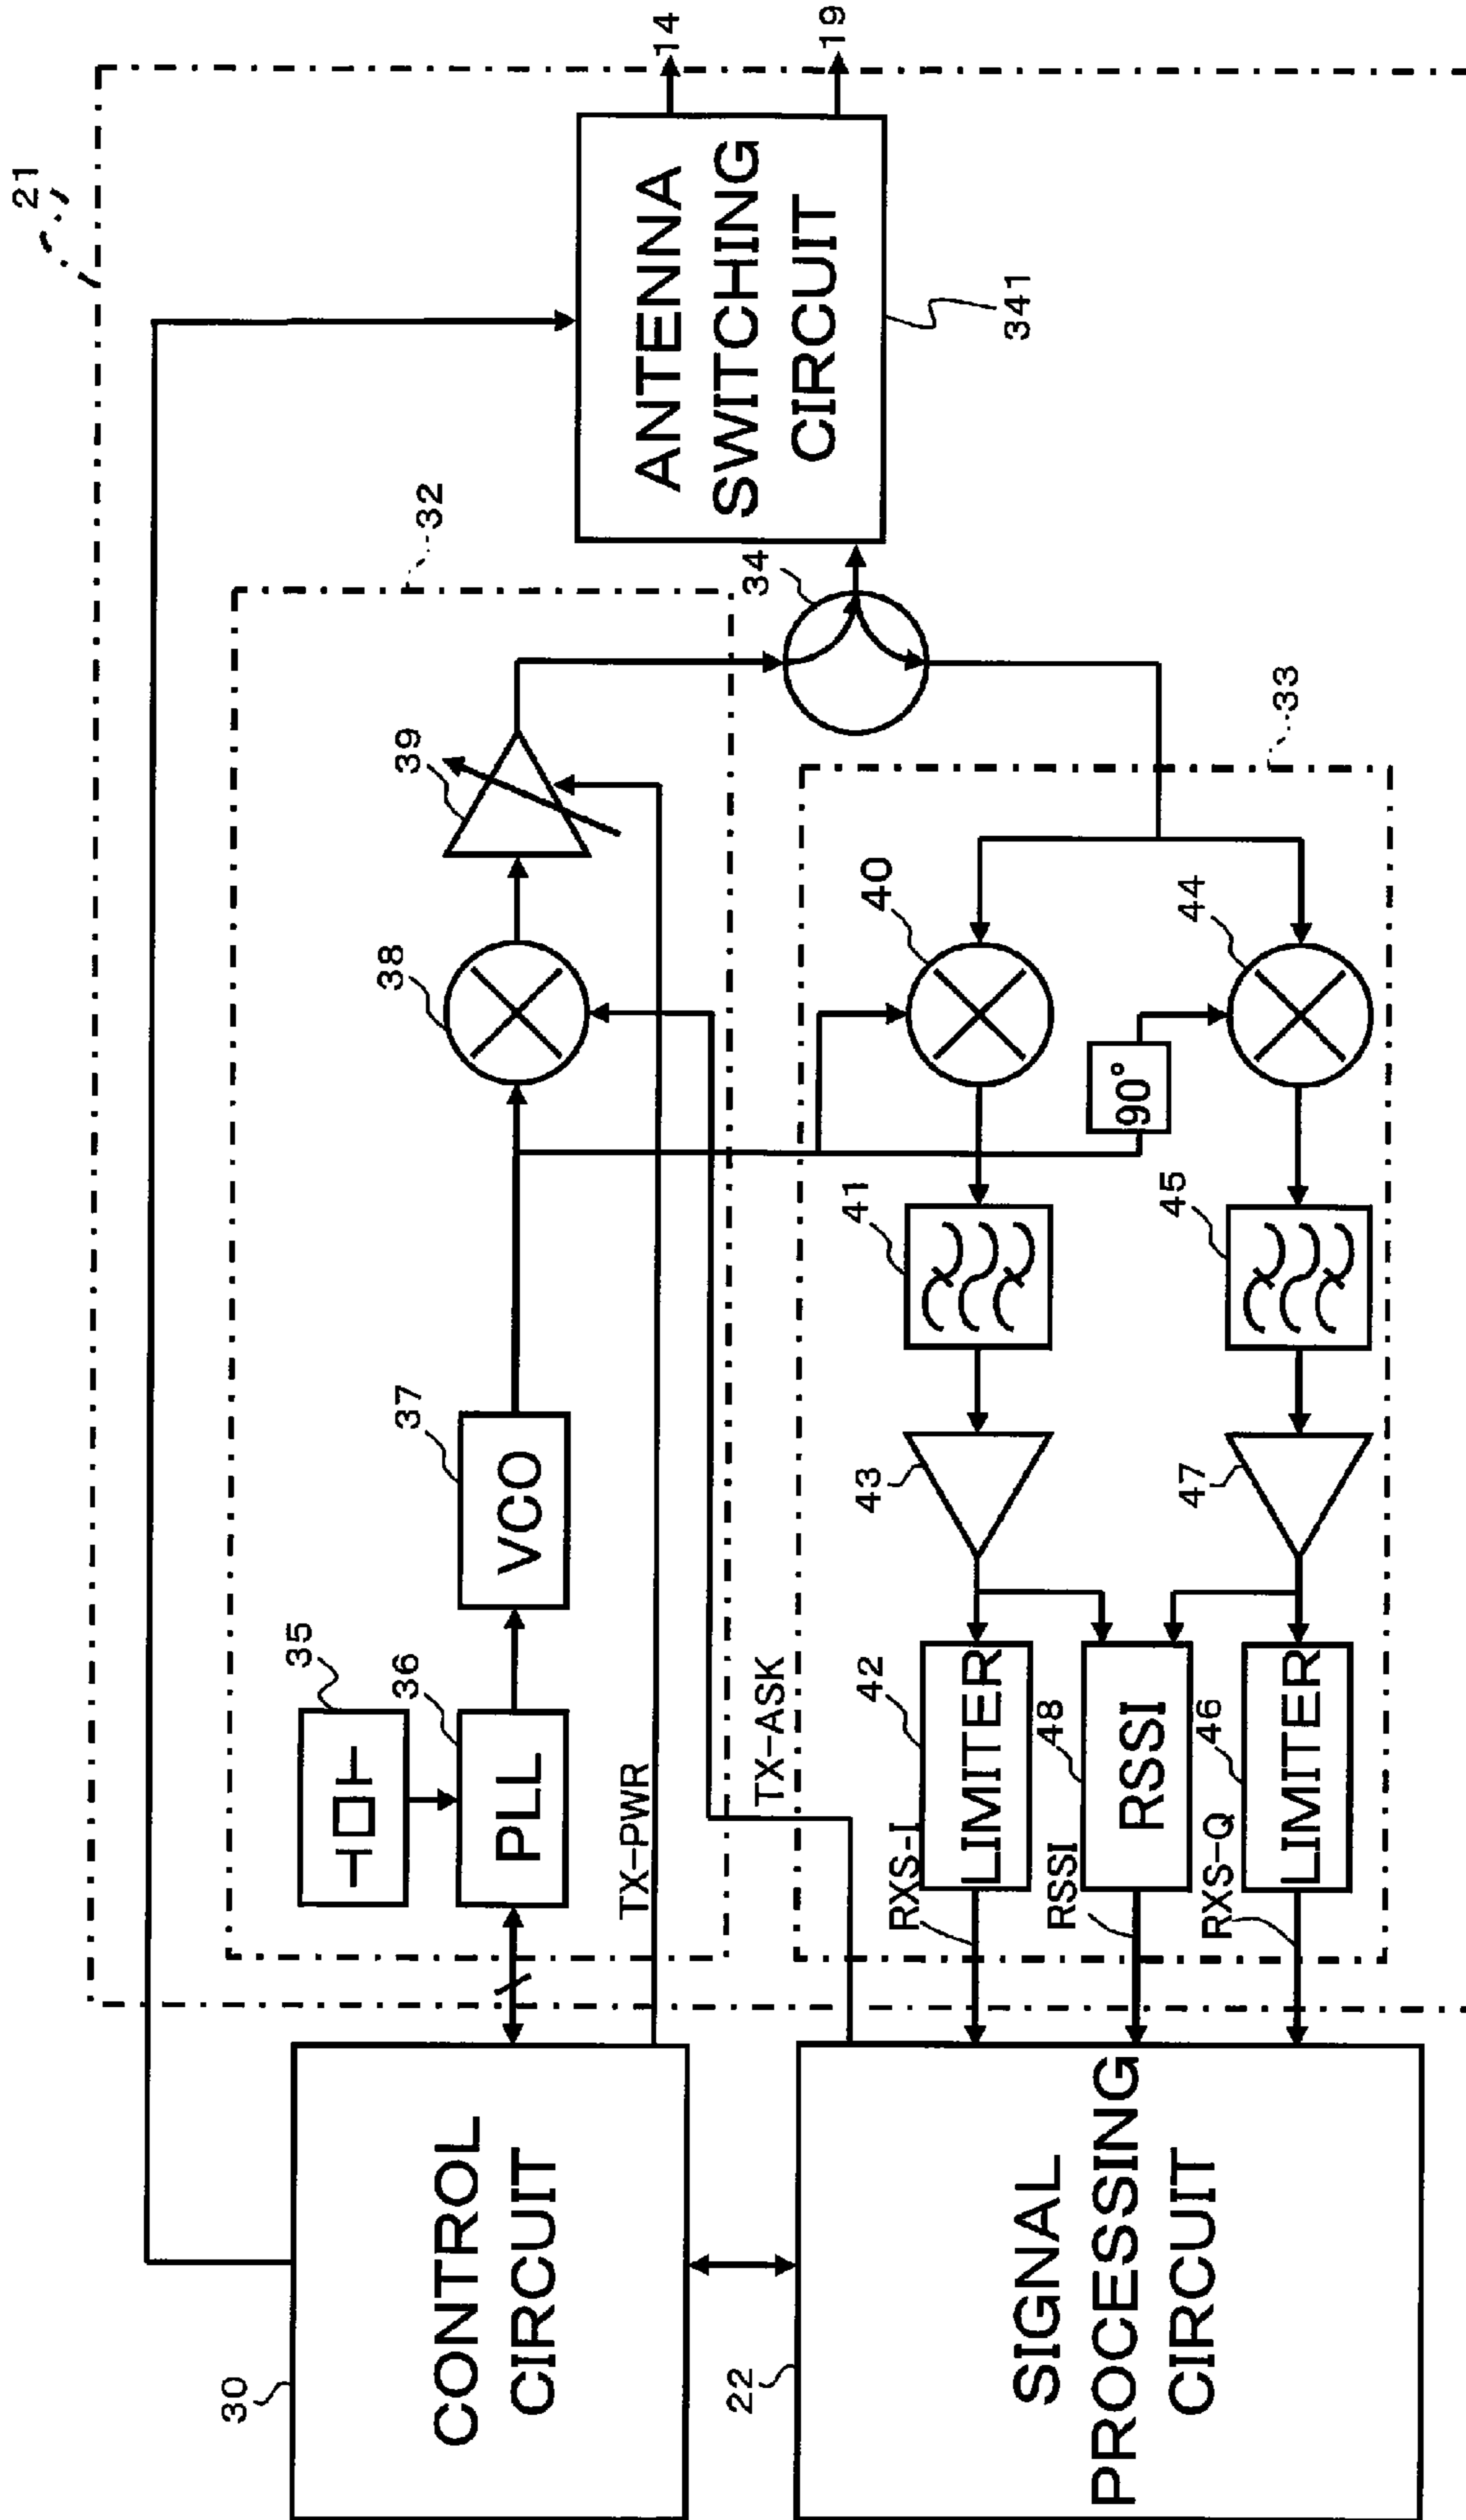 21
30
CONTROL
CIRCUIT
22
SIGNAL
PROCESSING
CIRCUIT
32
35
36
PLL
37
VCO
38
39
TX-PWR
TX-ASK
34
ANTENNA
SWITCHING
CIRCUIT
341
14
19
33
40
41
43
42
LIMITER
RXS-I
90°
48
RSSI
RSSI
44
45
47
46
LIMITER
RXS-Q